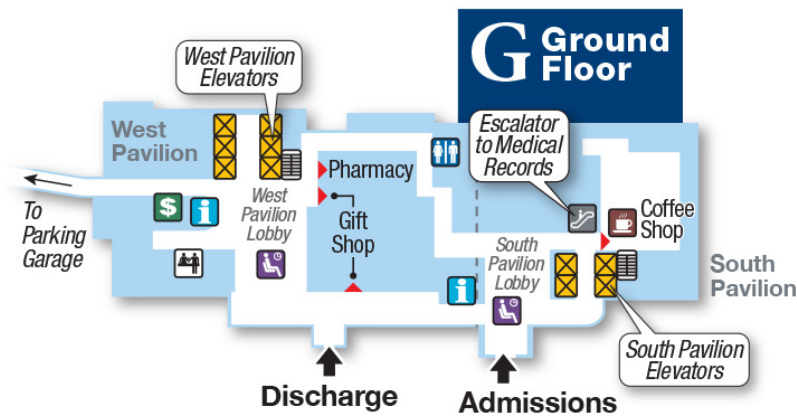 G Ground
Floor
West Pavilion
Elevators
West
Pavilion
Escalator
to Medical
Records
Pharmacy
To
Parking
Garage
$
i
West
Pavilion
Lobby
Gift
Shop
Coffee
Shop
South
Pavilion
Lobby
i
South
Pavilion
South Pavilion
Elevators
Discharge
Admissions